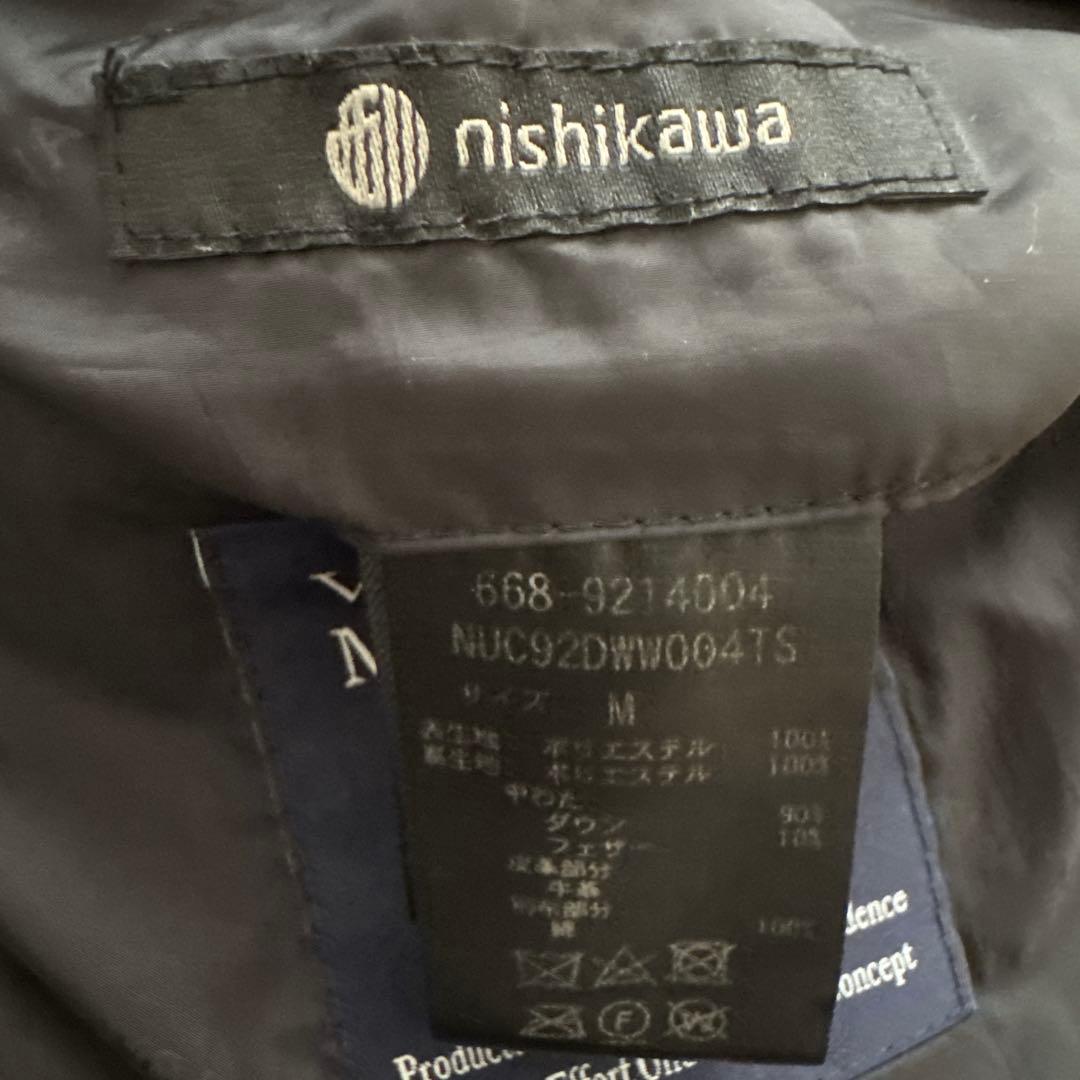 nishikawa
668-9214004
NUC92DWW004TS
サイズ M
表生地 ポリエステル 100%
裏生地 ポリエステル 100%
中わた
ダウン 90%
フェザー 10%
皮革部分
牛革
別布部分
綿 100%
F
W
dence
oncept
Produc
Effort